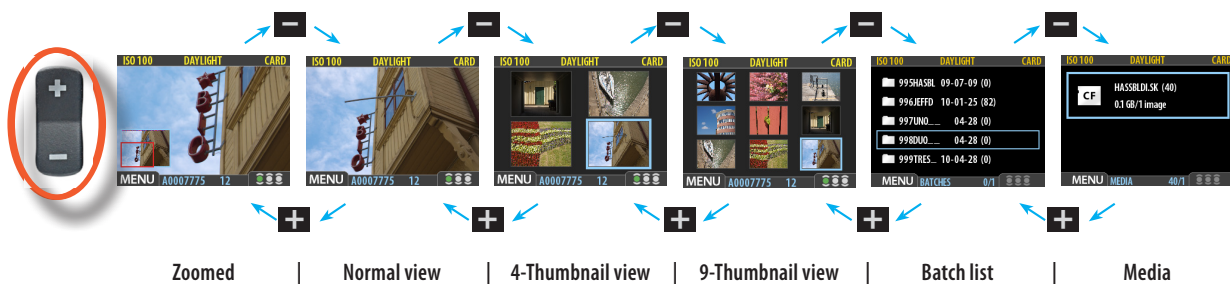 ISO 100 DAYLIGHT CARD
MENU A0007775 12
ISO 100 DAYLIGHT CARD
MENU A0007775 12
ISO 100 DAYLIGHT CARD
MENU A0007775 12
ISO 100 DAYLIGHT CARD
MENU A0007775 12
ISO 100 DAYLIGHT CARD
995HASBL 09-07-09 (0)
996JEFFD 10-01-25 (82)
997UNO__ 04-28 (0)
998DUO__ 04-28 (0)
999TRES_ 10-04-28 (0)
MENU BATCHES 0/1
ISO 100 DAYLIGHT CARD
CF HASSBLDI.SK (40)
0.1 GB/1 image
MENU MEDIA 40/1
Zoomed | Normal view | 4-Thumbnail view | 9-Thumbnail view | Batch list | Media